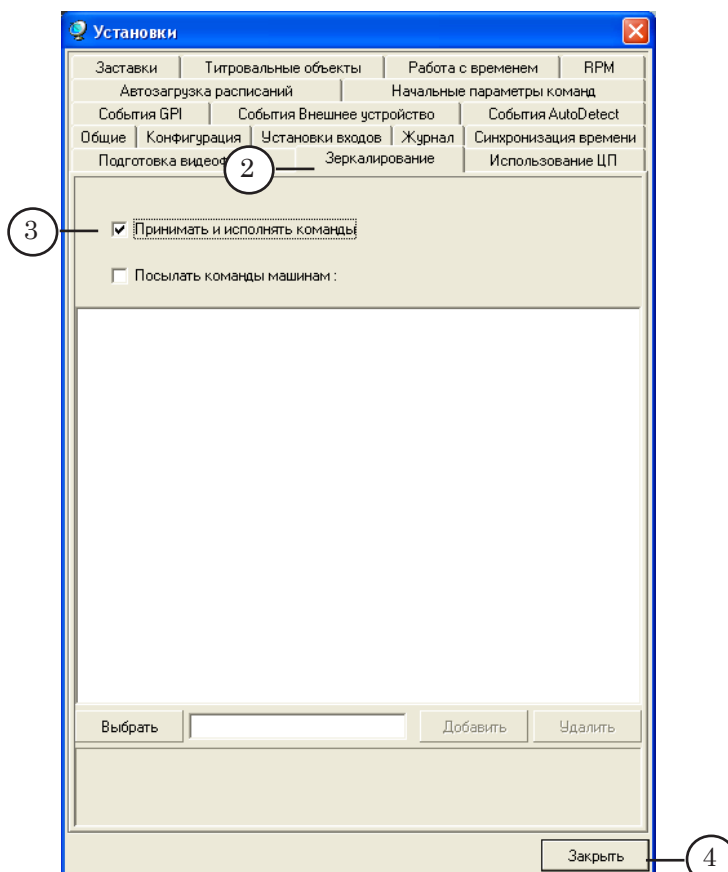 Установки
Заставки Титровальные объекты Работа с временем RPM
Автозагрузка расписаний Начальные параметры команд
События GPI События Внешнее устройство События AutoDetect
Общие Конфигурация Установки входов Журнал Синхронизация времени
Подготовка 2 Зеркалирование Использование ЦП
3 Принимать и исполнять команды
Посылать команды машинам :
Выбрать Добавить Удалить
Закрыть 4